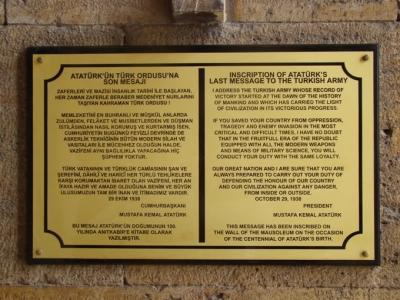 ATATÜRK'ÜN TÜRK ORDUSU'NA
SON MESAJI
ZAFERLERİ VE MAZİSİ İNSANLIK TARİHİ İLE BAŞLAYAN,
HER ZAMAN ZAFERLE BERABER MEDENİYET NURLARINI
TAŞIYAN KAHRAMAN TÜRK ORDUSU !
MEMLEKETİNİ EN BUHRANLI VE MÜŞKÜL ANLARDA
ZULÜMDEN, FELÂKET VE MUSİBETLERDEN VE DÜŞMAN
İSTİLÂSINDAN NASIL KORUMUŞ VE KURTARMIŞ İSEN,
CUMHURİYETİN BUGÜNKÜ FEYİZLİ DEVRİNDE DE
ASKERLİK TEKNİĞİNİN BÜTÜN MODERN SİLAH VE
VASITALARI İLE MÜCEHHEZ OLDUĞUN HALDE,
VAZİFENİ AYNI BAĞLILIKLA YAPACAĞINA HİÇ
ŞÜPHEM YOKTUR.
TÜRK VATANININ VE TÜRKLÜK CAMİASININ ŞAN VE
ŞEREFİNİ, DÂHİLÎ VE HARİCÎ HER TÜRLÜ TEHLİKELERE
KARŞI KORUMAKTAN İBARET OLAN VAZİFENİ, HER AN
İFAYA HAZIR VE AMADE OLDUĞUNA BENİM VE BÜYÜK
ULUSUMUZUN TAM BİR İNAN VE İTİMADIMIZ VARDIR.
29 EKİM 1938
CUMHURBAŞKANI
MUSTAFA KEMAL ATATÜRK
BU MESAJ ATATÜRK'ÜN DOĞUMUNUN 100.
YILINDA ANITKABİR'E KİTABE OLARAK
YAZILMIŞTIR.
INSCRIPTION OF ATATÜRK'S
LAST MESSAGE TO THE TURKISH ARMY
I ADDRESS THE TURKISH ARMY WHOSE RECORD OF
VICTORY STARTED AT THE DAWN OF THE HISTORY
OF MANKIND AND WHICH HAS CARRIED THE LIGHT
OF CIVILIZATION IN ITS VICTORIOUS PROGRESS:
IF YOU SAVED YOUR COUNTRY FROM OPPRESSION,
TRAGEDY AND ENEMY INVASION IN THE MOST
CRITICAL AND DIFFICULT TIMES, I HAVE NO DOUBT
THAT IN THE FRUITFULL ERA OF THE REPUBLIC
EQUIPPED WITH ALL THE MODERN WEAPONS
AND MEANS OF MILITARY SCIENCE, YOU WILL
CONDUCT YOUR DUTY WITH THE SAME LOYALTY.
OUR GREAT NATION AND I ARE SURE THAT YOU ARE
ALWAYS PREPARED TO CARRY OUT YOUR DUTY OF
DEFENDING THE HONOUR OF OUR COUNTRY
AND OUR CIVILIZATION AGAINST ANY DANGER,
FROM INSIDE OR OUTSIDE.
OCTOBER 29, 1938
PRESIDENT
MUSTAFA KEMAL ATATÜRK
THIS MESSAGE HAS BEEN INSCRIBED ON
THE WALL OF THE MAUSOLEUM ON THE OCCASION
OF THE CENTENNIAL OF ATATÜRK'S BIRTH.